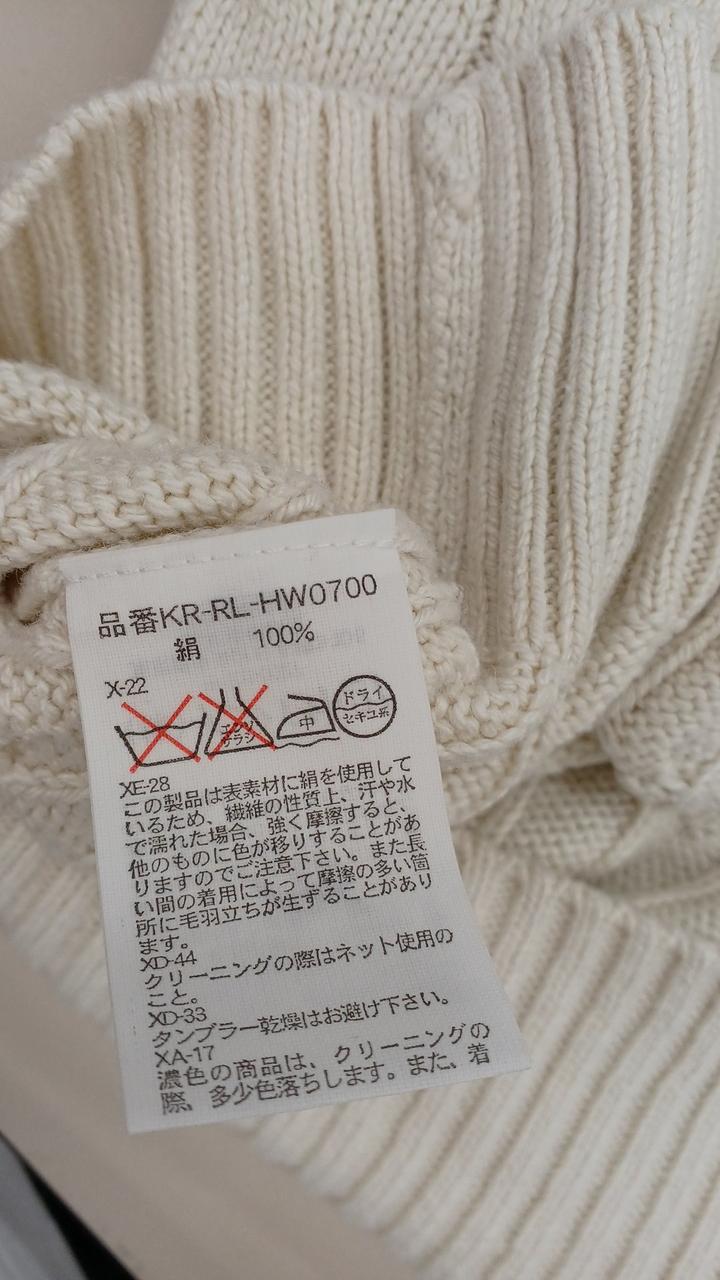 品番KR-RL-HW0700
絹 100%
X-22
エンソ
サラシ
中
ドライ
セキユ系
XE-28
この製品は表素材に絹を使用して
いるため、繊維の性質上、汗や水
で濡れた場合、強く摩擦すると、
他のものに色が移りすることがあ
りますのでご注意下さい。また長
い間の着用によって摩擦の多い箇
所に毛羽立ちが生ずることがあり
ます。
XD-44
クリーニングの際はネット使用の
こと。
XD-33
タンブラー乾燥はお避け下さい。
XA-17
濃色の商品は、クリーニングの
際、多少色落ちします。また、着